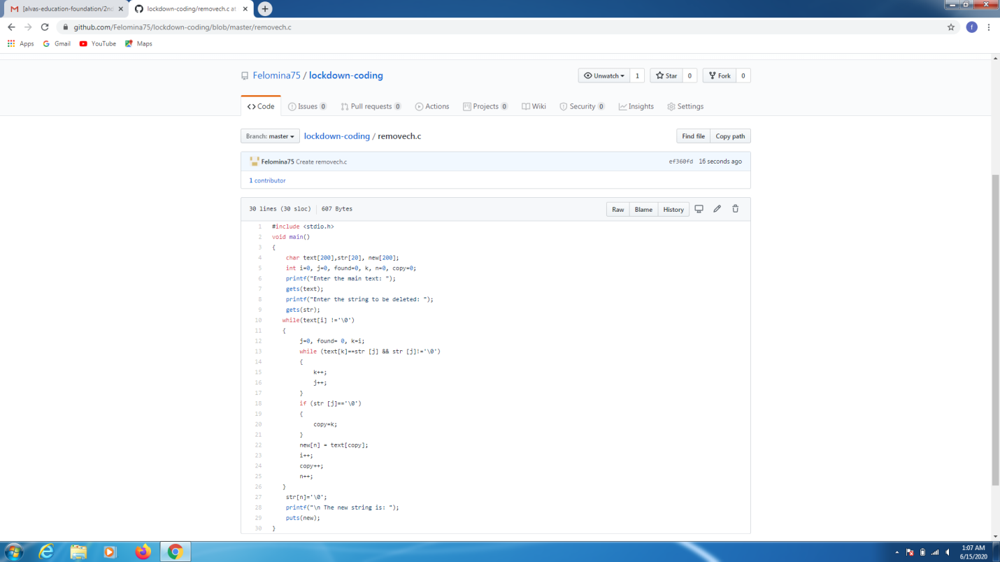 [alvas-education-foundation/2nd
lockdown-coding/removech.c at
github.com/Felomina75/lockdown-coding/blob/master/removech.c
f
Apps Gmail YouTube Maps
Felomina75 / lockdown-coding
Unwatch 1 Star 0 Fork 0
Code Issues 0 Pull requests 0 Actions Projects 0 Wiki Security 0 Insights Settings
Branch: master lockdown-coding / removech.c Find file Copy path
Felomina75 Create removech.c ef360fd 16 seconds ago
1 contributor
30 lines (30 sloc) 607 Bytes Raw Blame History
1 #include <stdio.h>
2 void main()
3 {
4 char text[200],str[20], new[200];
5 int i=0, j=0, found=0, k, n=0, copy=0;
6 printf("Enter the main text: ");
7 gets(text);
8 printf("Enter the string to be deleted: ");
9 gets(str);
10 while(text[i] !='\0')
11 {
12 j=0, found= 0, k=i;
13 while (text[k]==str [j] && str [j]!='\0')
14 {
15 k++;
16 j++;
17 }
18 if (str [j]=='\0')
19 {
20 copy=k;
21 }
22 new[n] = text[copy];
23 i++;
24 copy++;
25 n++;
26 }
27 str[n]='\0';
28 printf("\n The new string is: ");
29 puts(new);
30 }
1:07 AM
6/15/2020